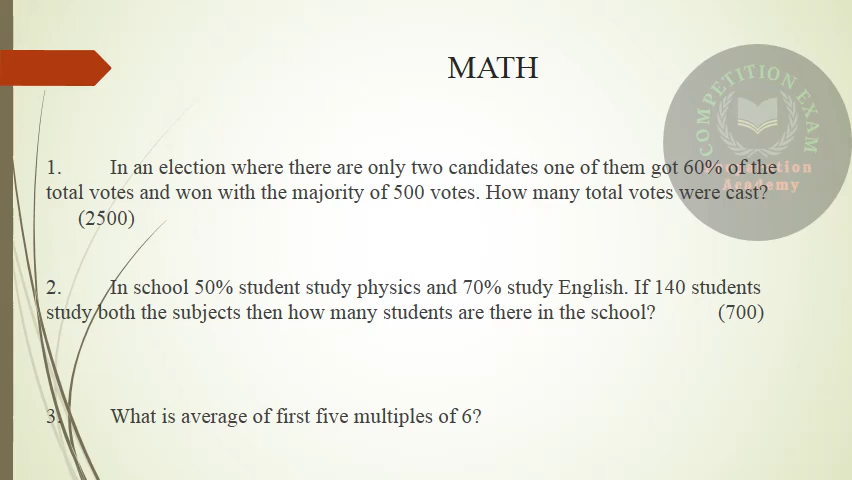 MATH
COMPETITION EXAM
Preparation
Academy
1. In an election where there are only two candidates one of them got 60% of the
total votes and won with the majority of 500 votes. How many total votes were cast?
(2500)
2. In school 50% student study physics and 70% study English. If 140 students
study both the subjects then how many students are there in the school? (700)
3. What is average of first five multiples of 6?